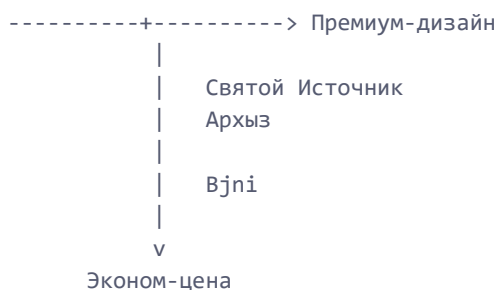 ----------+----------> Премиум-дизайн
|
| Святой Источник
| Архыз
|
| Bjni
|
v
Эконом-цена